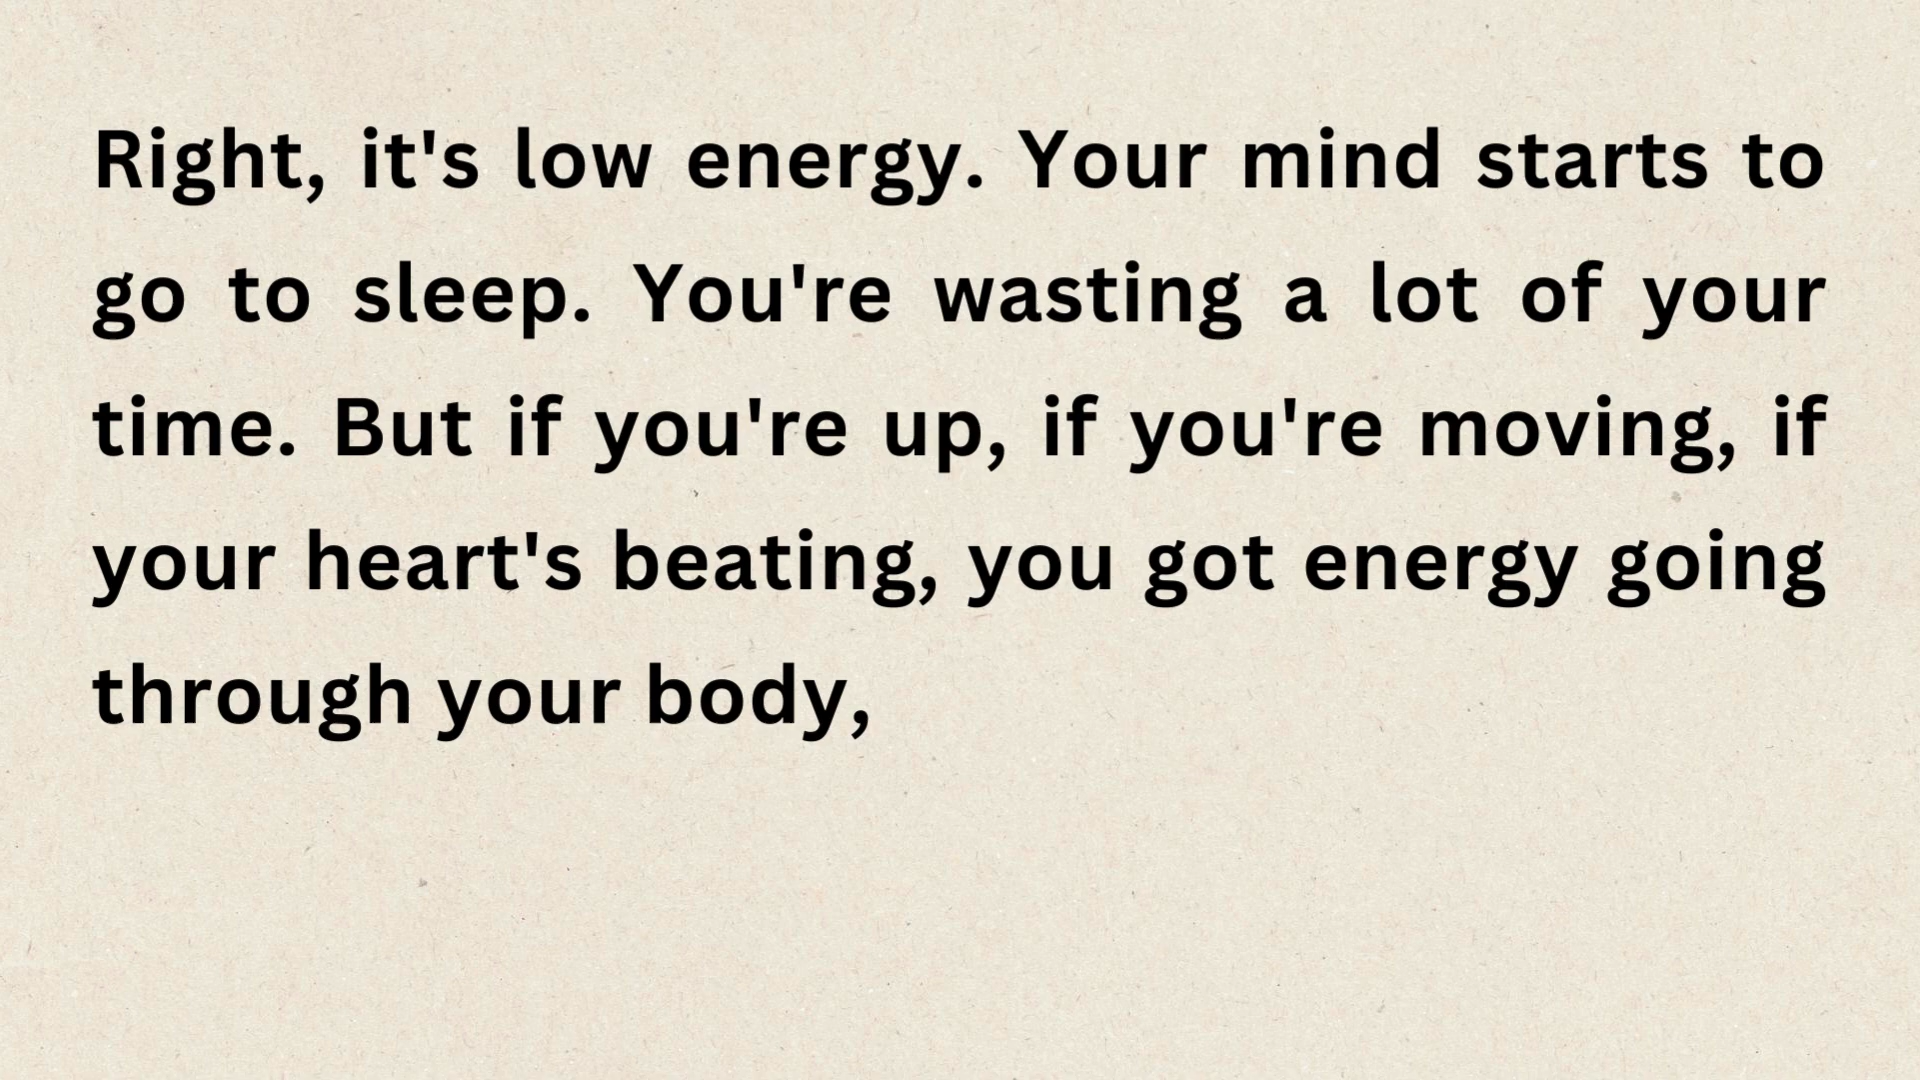 Right, it's low energy. Your mind starts to
go to sleep. You're wasting a lot of your
time. But if you're up, if you're moving, if
your heart's beating, you got energy going
through your body,